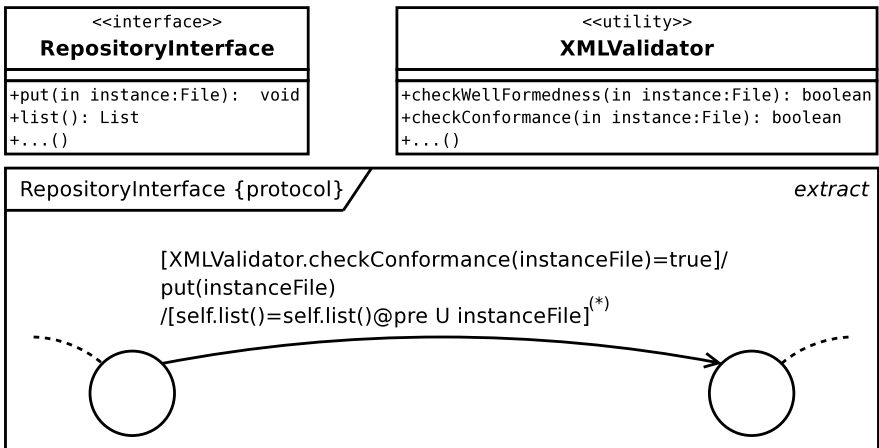 <<interface>>
RepositoryInterface
+put(in instance:File):  void
+list(): List
+...()
<<utility>>
XMLValidator
+checkWellFormedness(in instance:File): boolean
+checkConformance(in instance:File): boolean
+...()
RepositoryInterface {protocol}
extract
[XMLValidator.checkConformance(instanceFile)=true]/
put(instanceFile)
/[self.list()=self.list()@pre U instanceFile](*)